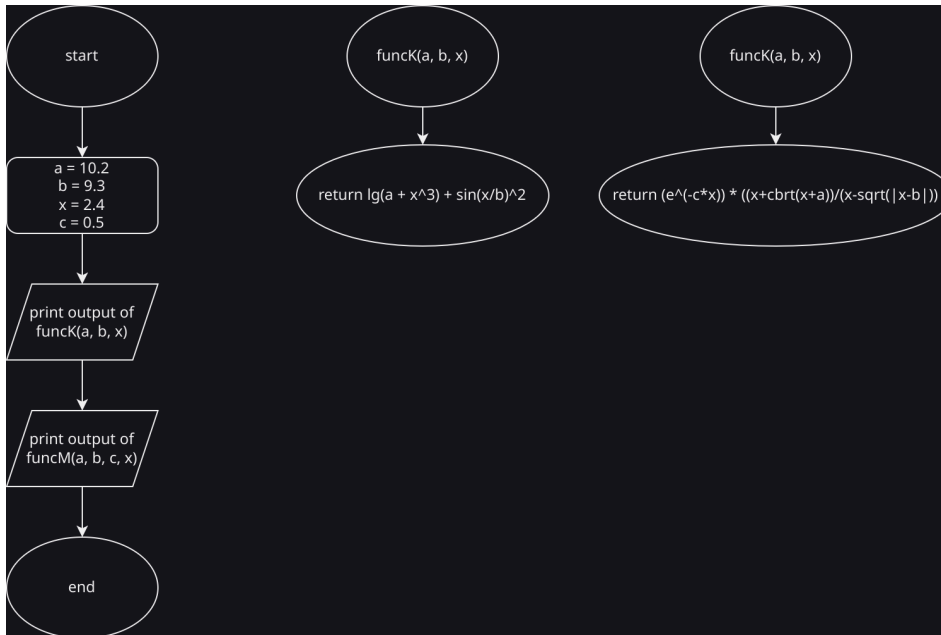 start
a = 10.2
b = 9.3
x = 2.4
c = 0.5
print output of
funcK(a, b, x)
print output of
funcM(a, b, c, x)
end
funcK(a, b, x)
return lg(a + x^3) + sin(x/b)^2
funcK(a, b, x)
return (e^(-c*x)) * ((x+cbrt(x+a))/(x-sqrt(|x-b|))